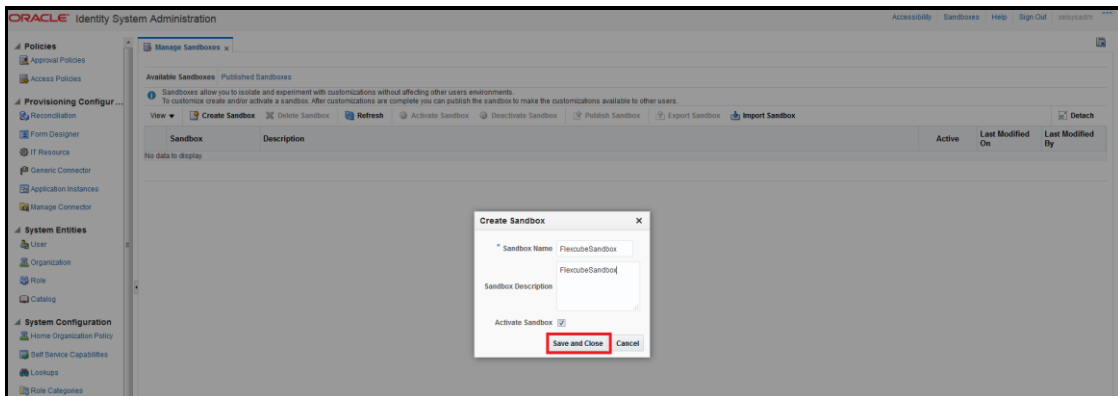 ORACLE Identity System Administration
Accessibility Sandboxes Help Sign Out xelsysadm
Policies
Approval Policies
Access Policies
Provisioning Configur...
Reconciliation
Form Designer
IT Resource
Generic Connector
Application Instances
Manage Connector
System Entities
User
Organization
Role
Catalog
System Configuration
Home Organization Policy
Self Service Capabilities
Lookups
Role Categories
Manage Sandboxes x
Available Sandboxes Published Sandboxes
Sandboxes allow you to isolate and experiment with customizations without affecting other users environments.
To customize create and/or activate a sandbox. After customizations are complete you can publish the sandbox to make the customizations available to other users.
View Create Sandbox Delete Sandbox Refresh Activate Sandbox Deactivate Sandbox Publish Sandbox Export Sandbox Import Sandbox Detach
Sandbox Description Active Last Modified On Last Modified By
No data to display.
Create Sandbox
* Sandbox Name FlexcubeSandbox
Sandbox Description FlexcubeSandbox
Activate Sandbox
Save and Close Cancel